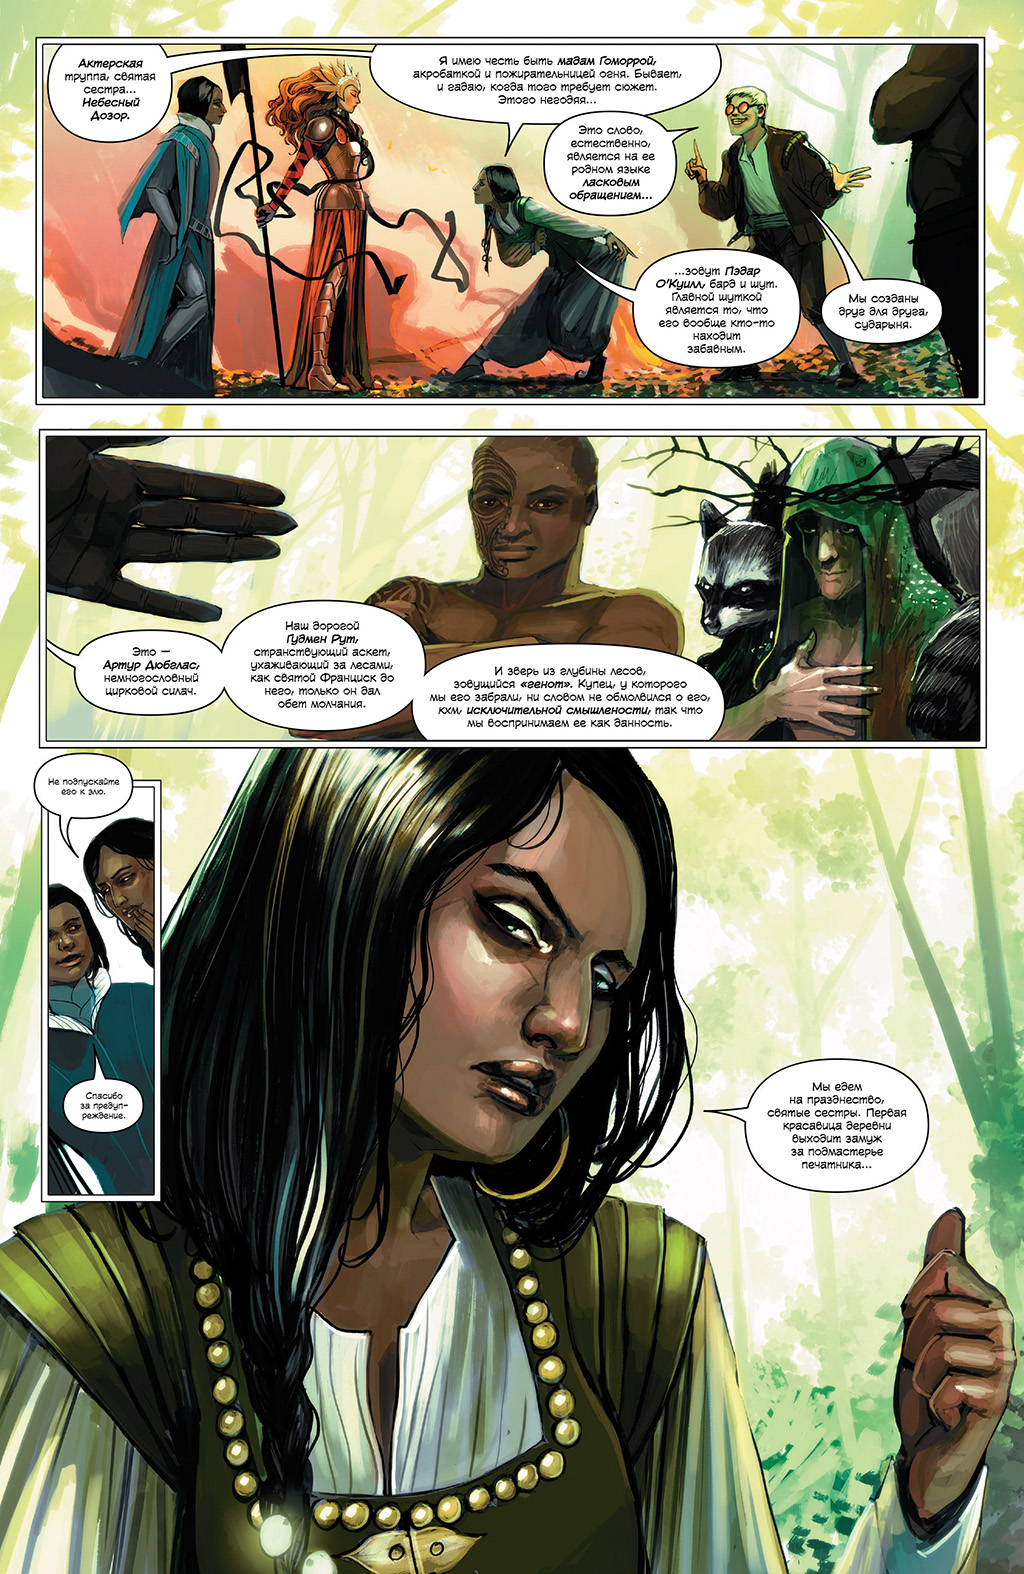 Актерская
труппа, святая
сестра...
Небесный
Дозор.
Я имею честь быть мадам Гоморрой,
акробаткой и пожирательницей огня. Бывает,
и гадаю, когда того требует сюжет.
Этого негодяя...
Это слово,
естественно,
является на ее
родном языке
ласковым
обращением...
...зовут Пэдар
О'Куилл, бард и шут.
Главной шуткой
является то, что
его вообще кто-то
находит
забавным.
Мы созданы
друг для друга,
сударыня.
Это –
Артур Дюбглас,
немногословный
цирковой силач.
Наш дорогой
Гудмен Рут,
странствующий аскет,
ухаживающий за лесами,
как святой Франциск до
него, только он дал
обет молчания.
И зверь из глубины лесов,
зовущийся «генот». Купец, у которого
мы его забрали, ни словом не обмолвился о его,
кхм, исключительной смышлености, так что
мы воспринимаем ее как данность.
Не подпускайте
его к элю.
Спасибо
за предуп-
реждение.
Мы едем
на празднество,
святые сестры. Первая
красавица деревни
выходит замуж
за подмастерье
печатника...